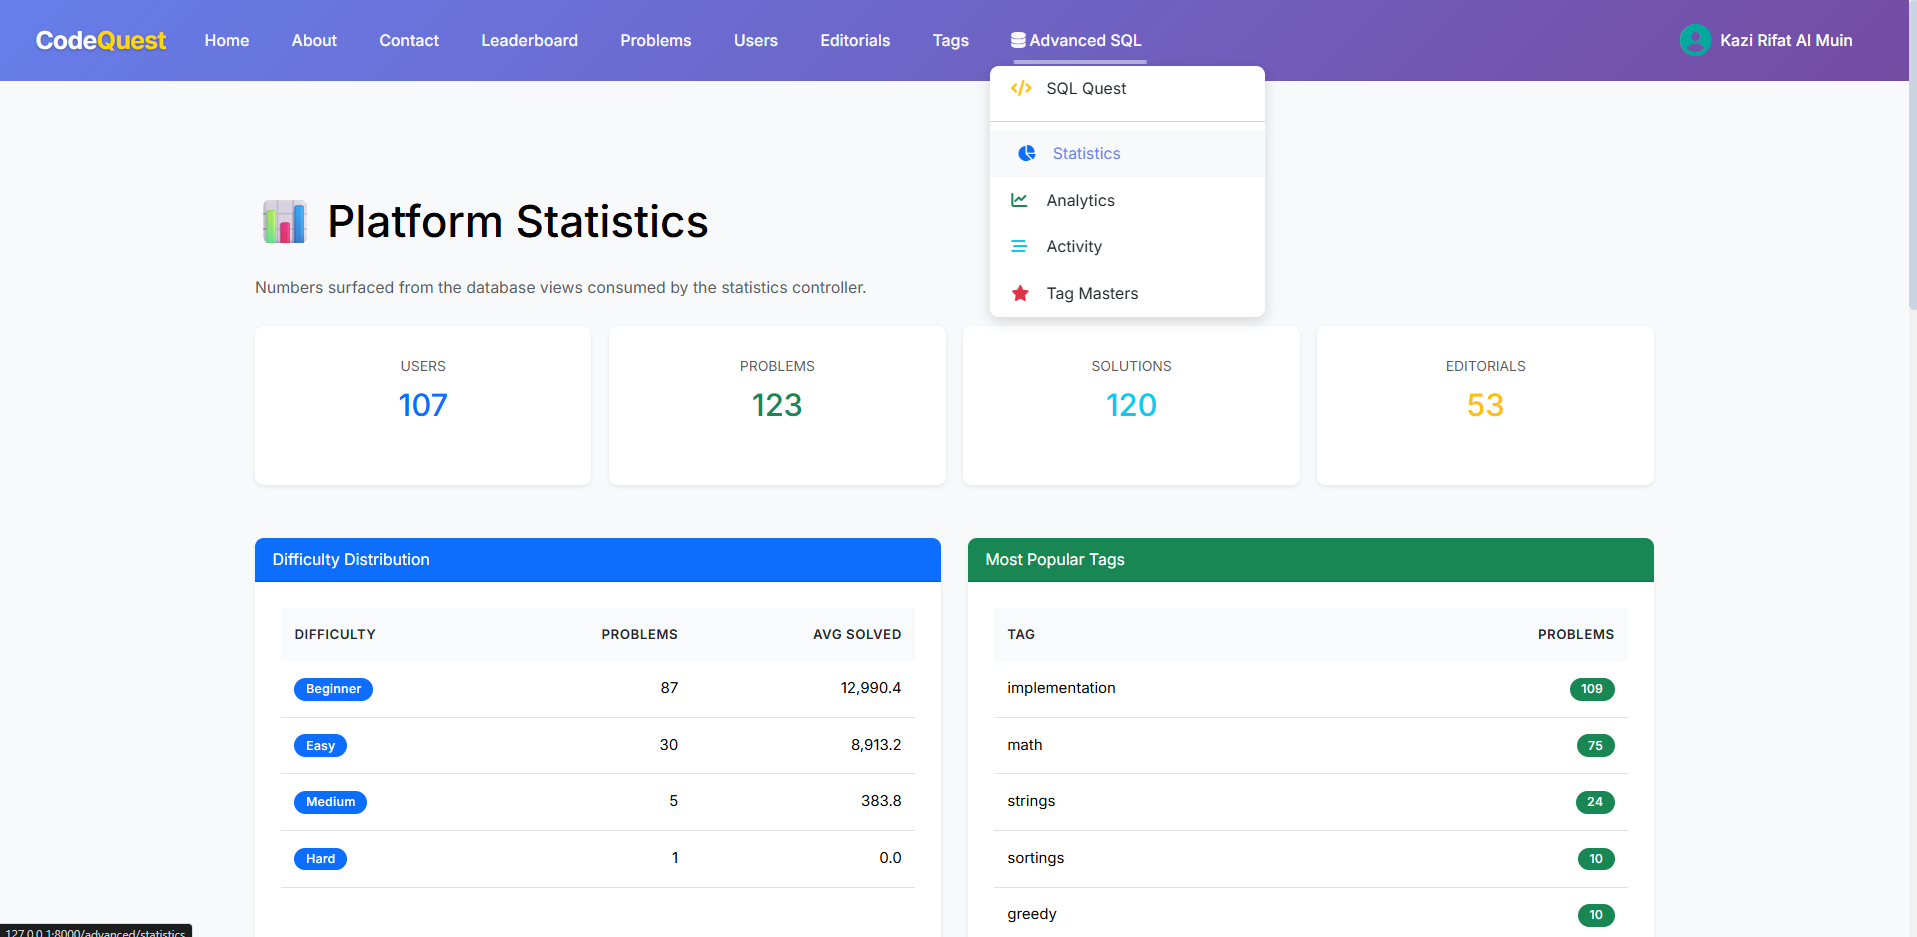 CodeQuest Home About Contact Leaderboard Problems Users Editorials Tags Advanced SQL Kazi Rifat Al Muin
SQL Quest
Statistics
Analytics
Activity
Tag Masters
Platform Statistics
Numbers surfaced from the database views consumed by the statistics controller.
USERS
107
PROBLEMS
123
SOLUTIONS
120
EDITORIALS
53
Difficulty Distribution
DIFFICULTY PROBLEMS AVG SOLVED
Beginner 87 12,990.4
Easy 30 8,913.2
Medium 5 383.8
Hard 1 0.0
Most Popular Tags
TAG PROBLEMS
implementation 109
math 75
strings 24
sortings 10
greedy 10
127.0.0.1:8000/advanced/statistics